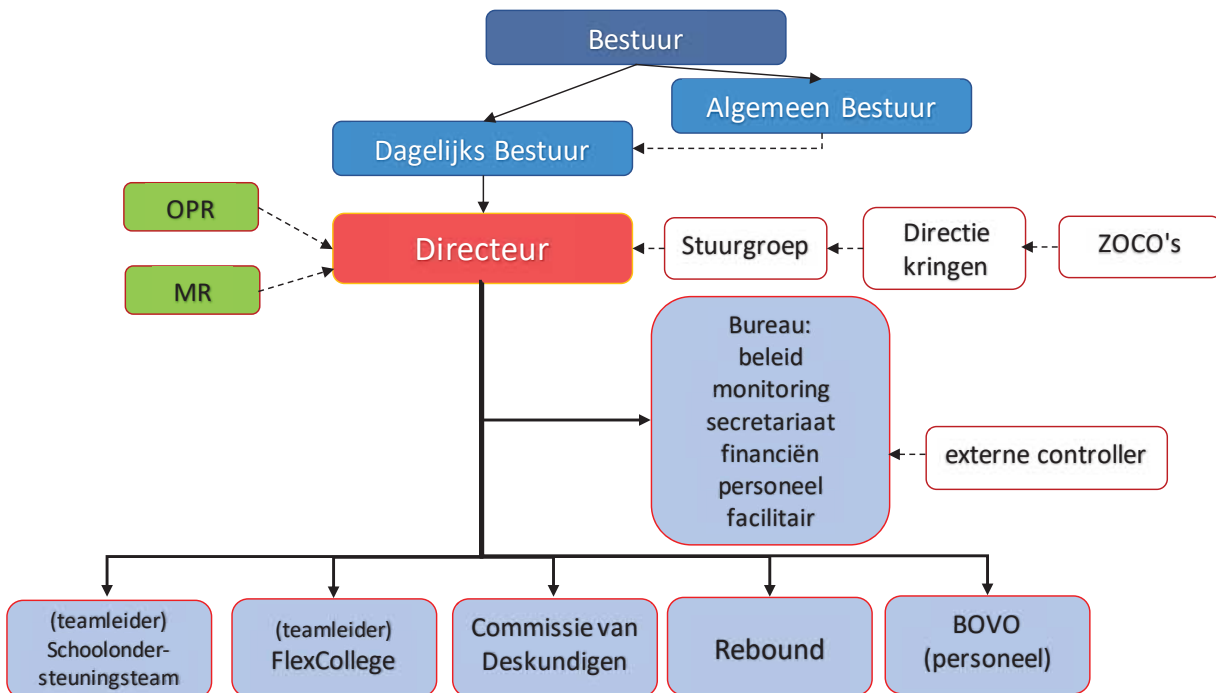 Bestuur
Algemeen Bestuur
Dagelijks Bestuur
OPR
MR
Directeur
Stuurgroep
Directie
kringen
ZOCO's
Bureau:
beleid
monitoring
secretariaat
financiën
personeel
facilitair
externe controller
(teamleider)
Schoolonder-
steuningsteam
(teamleider)
FlexCollege
Commissie van
Deskundigen
Rebound
BOVO
(personeel)